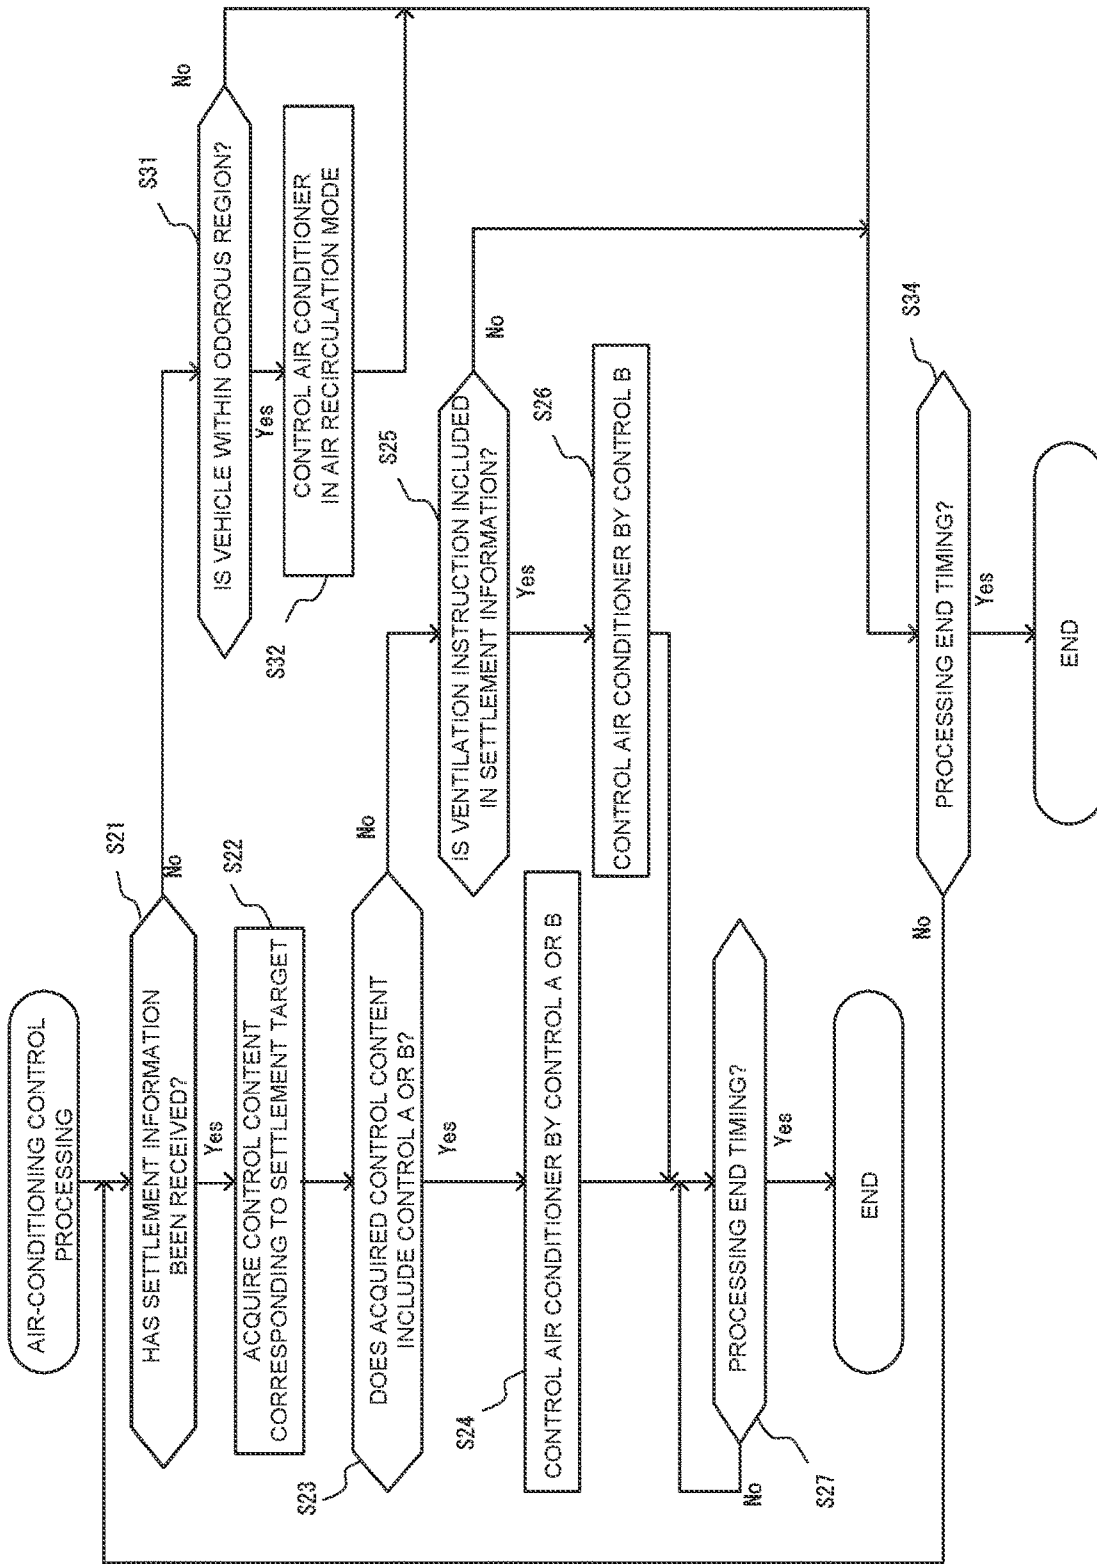 AIR-CONDITIONING CONTROL
PROCESSING
S21
HAS SETTLEMENT INFORMATION
BEEN RECEIVED?
No
Yes
S22
ACQUIRE CONTROL CONTENT
CORRESPONDING TO SETTLEMENT TARGET
S23
DOES ACQUIRED CONTROL CONTENT
INCLUDE CONTROL A OR B?
No
Yes
S24
CONTROL AIR CONDITIONER BY CONTROL A OR B
S25
IS VENTILATION INSTRUCTION INCLUDED
IN SETTLEMENT INFORMATION?
No
Yes
S26
CONTROL AIR CONDITIONER BY CONTROL B
S27
PROCESSING END TIMING?
No
Yes
END
S31
IS VEHICLE WITHIN ODOROUS REGION?
No
Yes
S32
CONTROL AIR CONDITIONER
IN AIR RECIRCULATION MODE
S34
PROCESSING END TIMING?
No
Yes
END